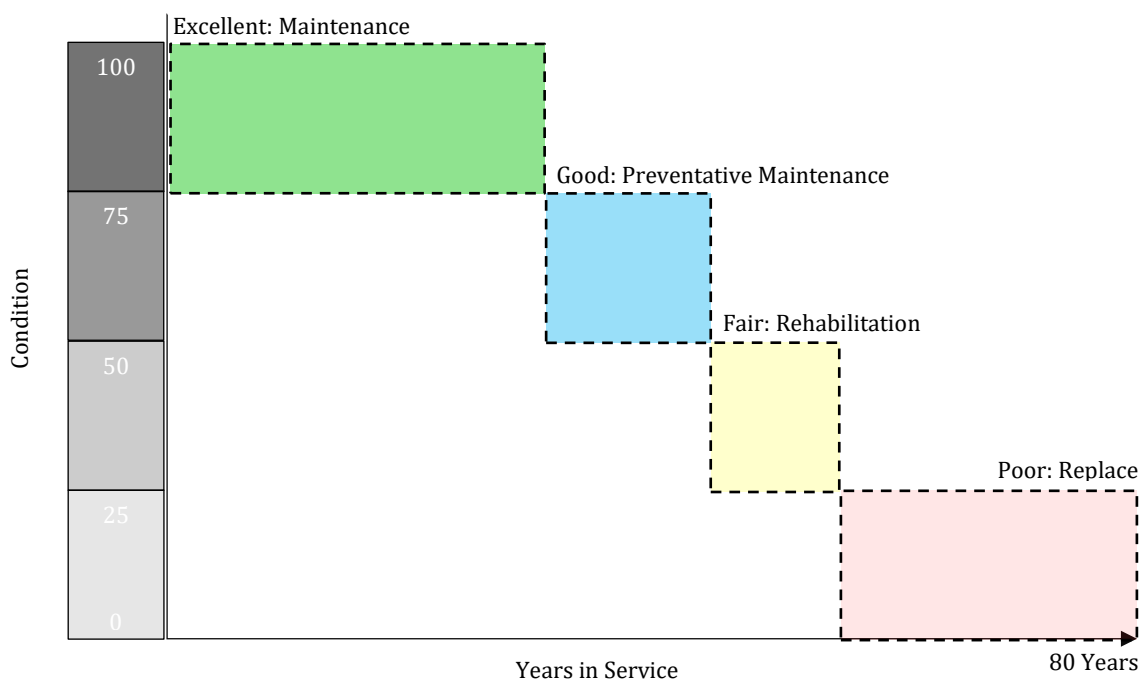 Excellent: Maintenance
100
Good: Preventative Maintenance
75
Fair: Rehabilitation
50
Condition
Poor: Replace
25
0
80 Years
Years in Service